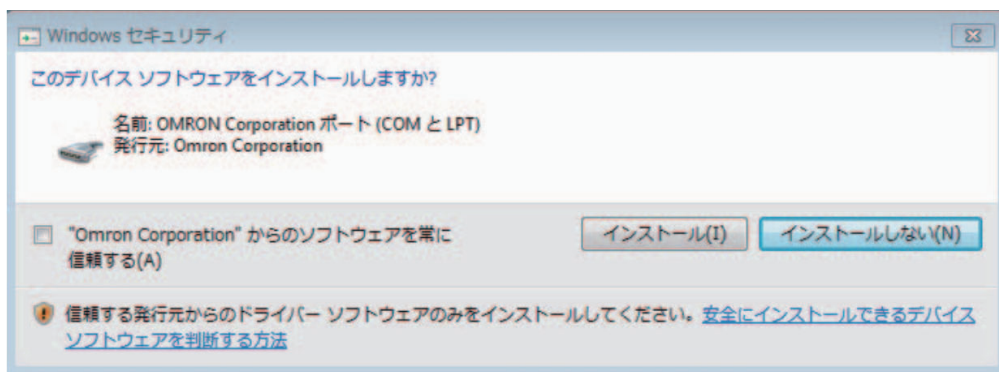 Windows セキュリティ
このデバイス ソフトウェアをインストールしますか?
名前: OMRON Corporation ポート (COM と LPT)
発行元: Omron Corporation
"Omron Corporation" からのソフトウェアを常に
信頼する(A)
インストール(I)
インストールしない(N)
信頼する発行元からのドライバー ソフトウェアのみをインストールしてください。安全にインストールできるデバイス
ソフトウェアを判断する方法